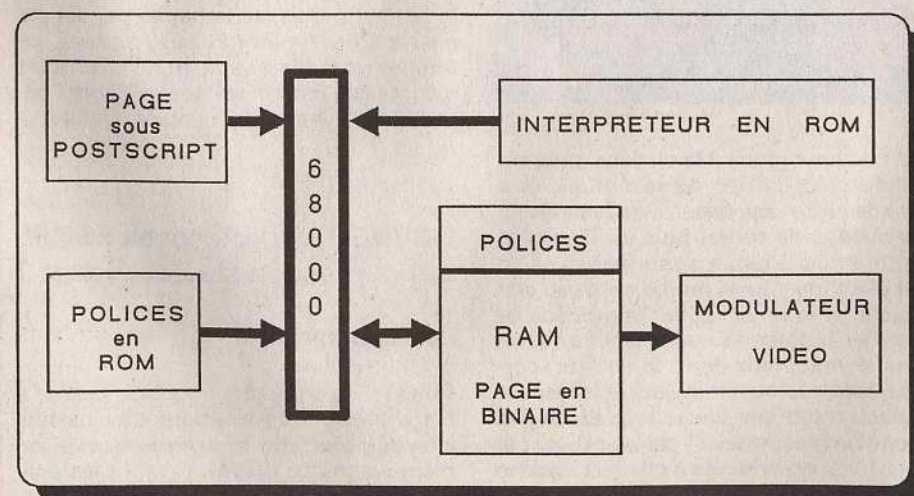 PAGE
sous
POSTSCRIPT
INTERPRETEUR EN ROM
6
8
0
0
0
POLICES
en
ROM
POLICES
RAM
PAGE en
BINAIRE
MODULATEUR
VIDEO